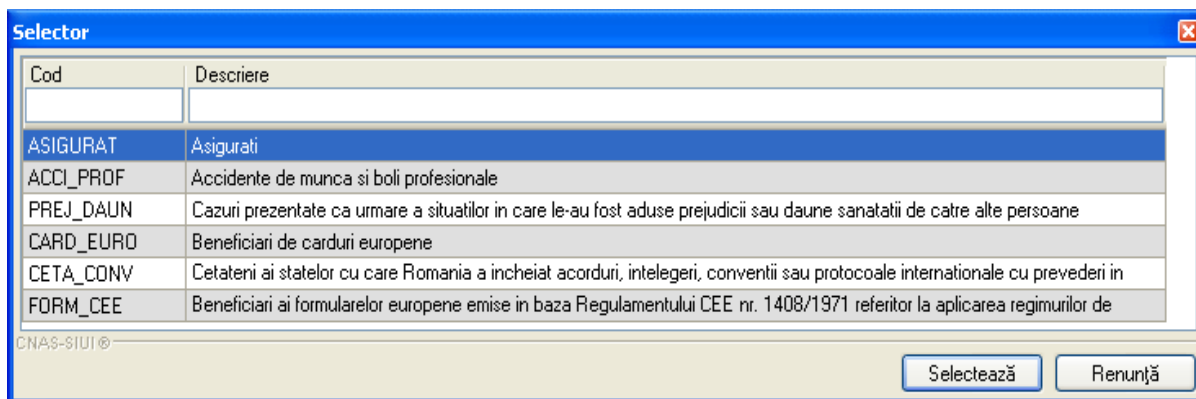 Selector
Cod Descriere
ASIGURAT Asigurati
ACCI_PROF Accidente de munca si boli profesionale
PREJ_DAUN Cazuri prezentate ca urmare a situatilor in care le-au fost aduse prejudicii sau daune sanatatii de catre alte persoane
CARD_EURO Beneficiari de carduri europene
CETA_CONV Cetateni ai statelor cu care Romania a incheiat acorduri, intelegeri, conventii sau protocoale internationale cu prevederi in
FORM_CEE Beneficiari ai formularelor europene emise in baza Regulamentului CEE nr. 1408/1971 referitor la aplicarea regimurilor de
CNAS-SIUI ®
Selectează Renunţă